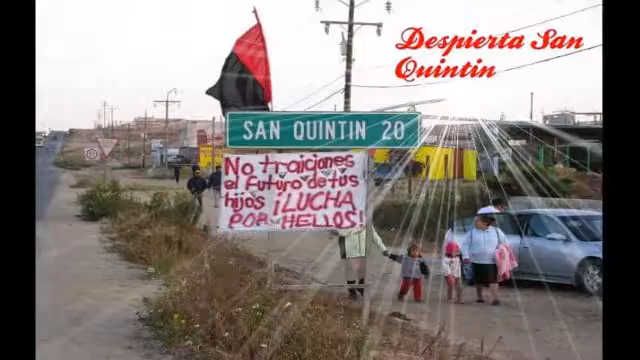 Despierta San
Quintin
SAN QUINTIN 20
No traiciones
el futuro de tus
hijos ¡LUCHA
POR HELLOS!